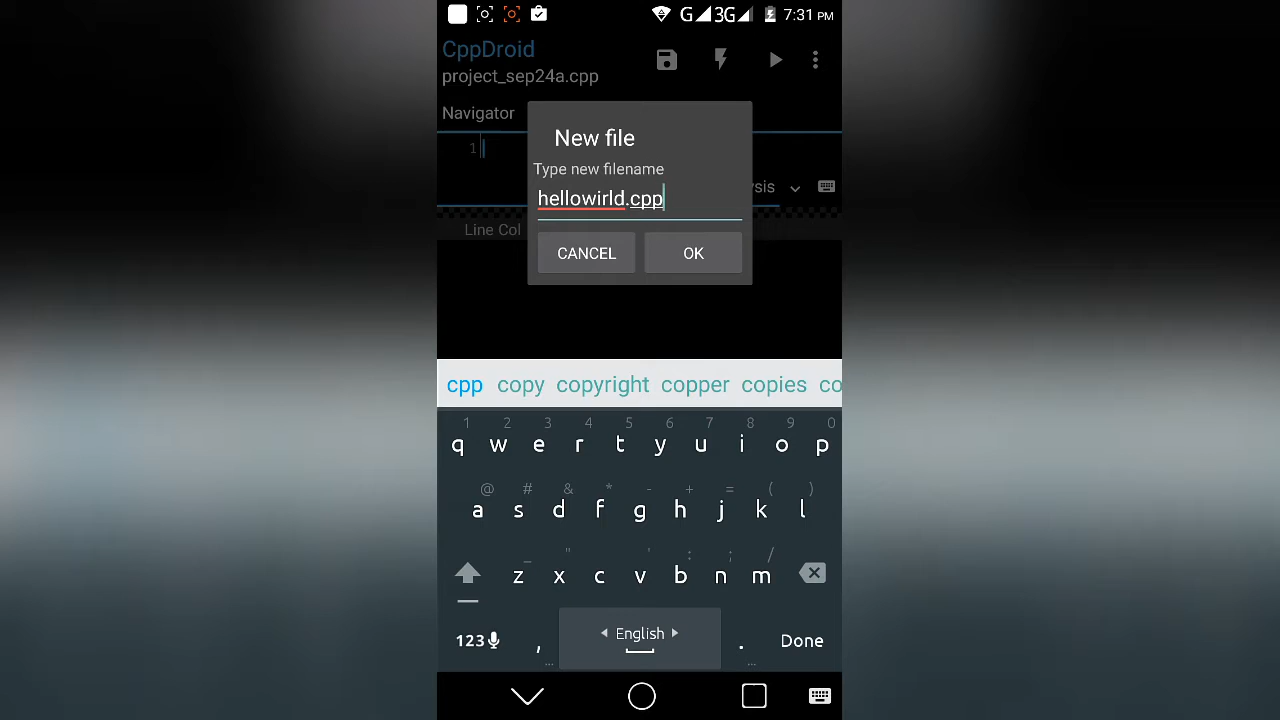 G 3G 7:31 PM
CppDroid
project_sep24a.cpp
Navigator
New file
1
Type new filename
hellowirld.cpp
ysis
Line Col
CANCEL OK
cpp copy copyright copper copies co
1 2 3 4 5 6 7 8 9 0
q w e r t y u i o p
@ # & * - + = ( )
a s d f g h j k l
_ " ' : ; /
z x c v b n m
123 , English . Done
... ...